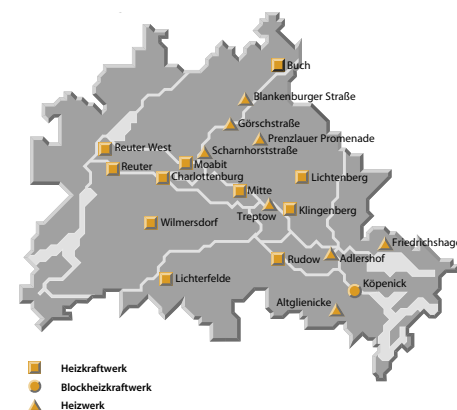 Buch
Blankenburger Straße
Görschstraße
Prenzlauer Promenade
Reuter West
Scharnhorststraße
Moabit
Reuter
Charlottenburg
Lichtenberg
Mitte
Treptow
Klingenberg
Wilmersdorf
Friedrichshage
Rudow
Adlershof
Lichterfelde
Köpenick
Altglienicke
Heizkraftwerk
Blockheizkraftwerk
Heizwerk